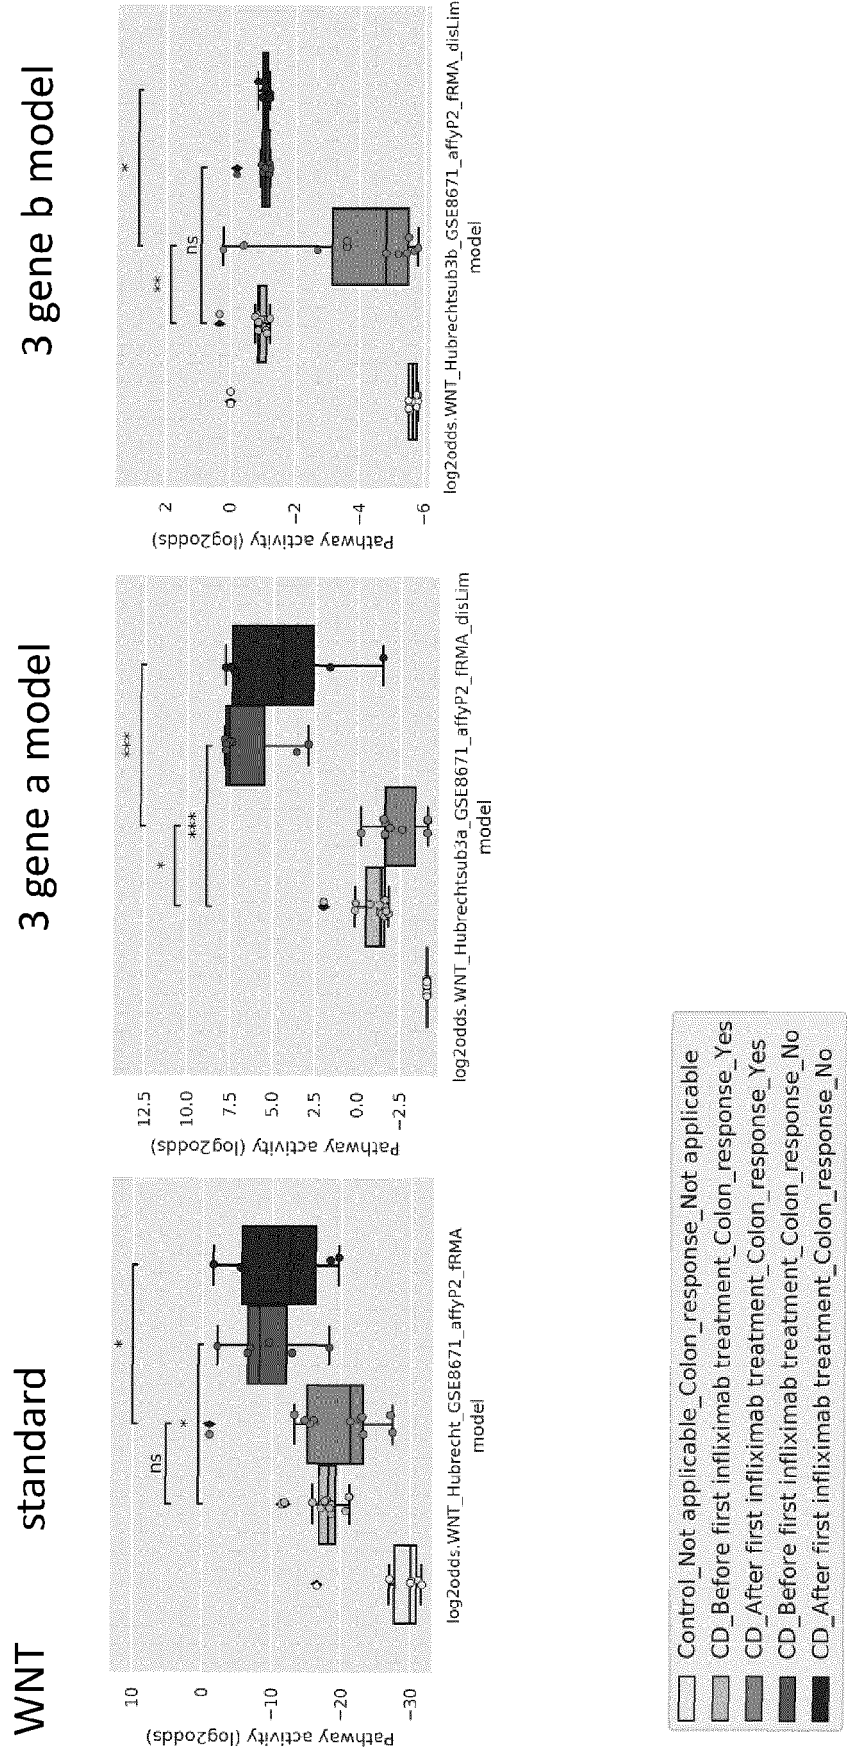 WNT
standard
3 gene a model
3 gene b model
Pathway activity (log2odds)
10
0
−10
−20
−30
ns
*
*
log2odds.WNT_Hubrecht_GSE8671_affyP2_fRMA
model
Pathway activity (log2odds)
12.5
10.0
7.5
5.0
2.5
0.0
−2.5
*
***
***
log2odds.WNT_Hubrechtsub3a_GSE8671_affyP2_fRMA_disLim
model
Pathway activity (log2odds)
2
0
−2
−4
−6
**
ns
*
log2odds.WNT_Hubrechtsub3b_GSE8671_affyP2_fRMA_disLim
model
Control_Not applicable_Colon_response_Not applicable
CD_Before first infliximab treatment_Colon_response_Yes
CD_After first infliximab treatment_Colon_response_Yes
CD_Before first infliximab treatment_Colon_response_No
CD_After first infliximab treatment_Colon_response_No